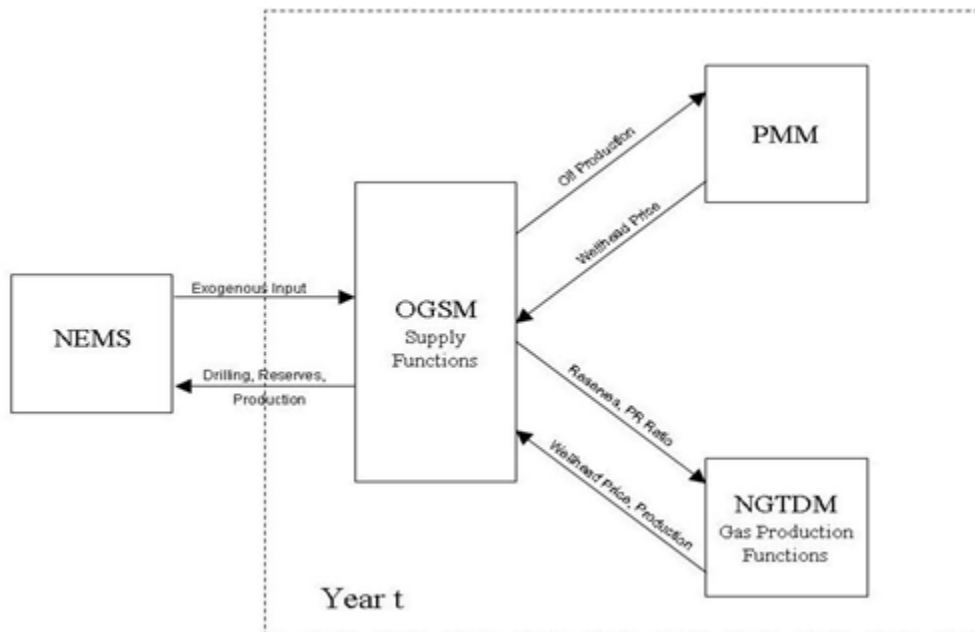 PMM
Oil Production
Wellhead Price
Exogenous Input
NEMS
OGSM
Supply
Functions
Drilling, Reserves,
Production
Reserves, PR Ratio
Wellhead Price, Production
NGTDM
Gas Production
Functions
Year t